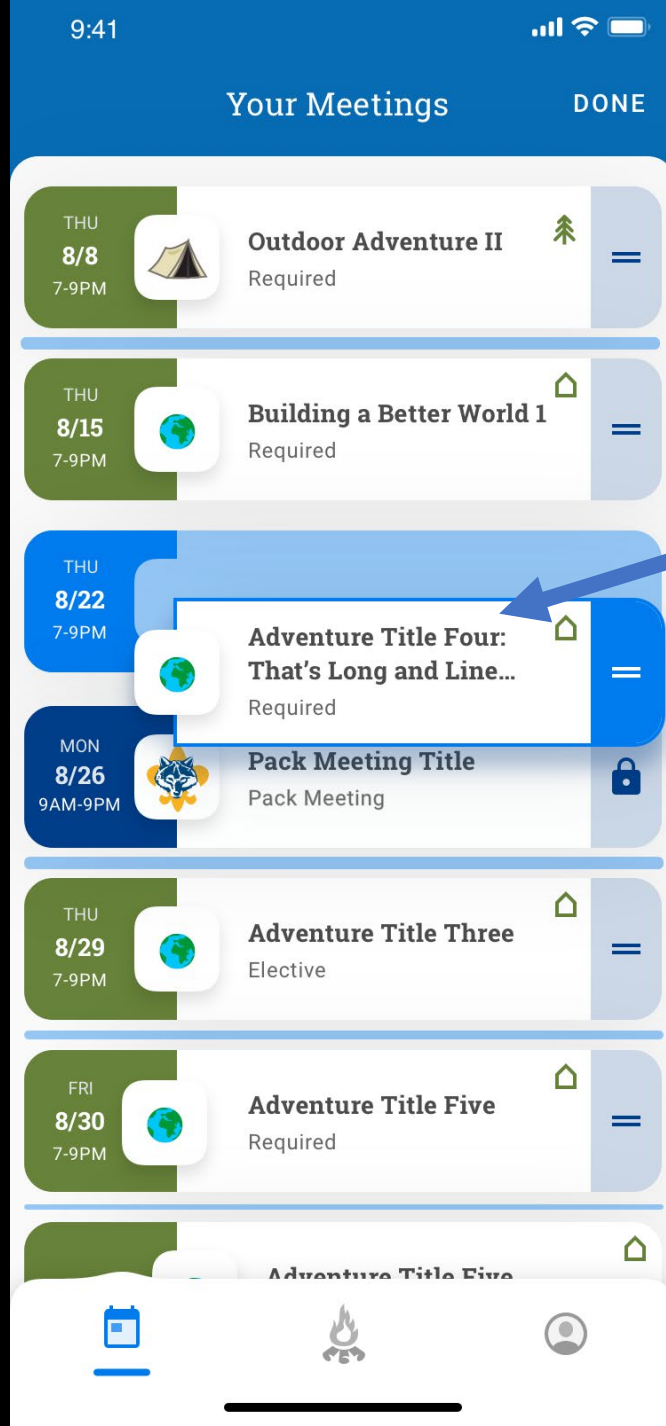 9:41
Your Meetings
DONE
THU
8/8
7-9PM
Outdoor Adventure II
Required
THU
8/15
7-9PM
Building a Better World 1
Required
THU
8/22
7-9PM
Adventure Title Four:
That's Long and Line...
Required
MON
8/26
9AM-9PM
Pack Meeting Title
Pack Meeting
THU
8/29
7-9PM
Adventure Title Three
Elective
FRI
8/30
7-9PM
Adventure Title Five
Required
Adventure Title Five